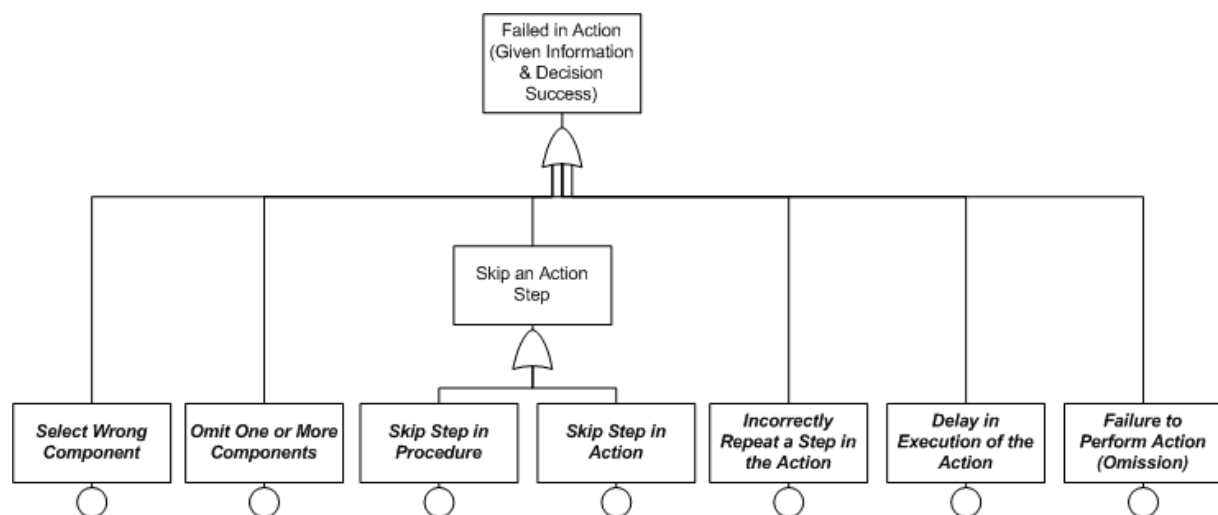 Failed in Action
(Given Information
& Decision
Success)
Skip an Action
Step
Select Wrong
Component
Omit One or More
Components
Skip Step in
Procedure
Skip Step in
Action
Incorrectly
Repeat a Step in
the Action
Delay in
Execution of the
Action
Failure to
Perform Action
(Omission)